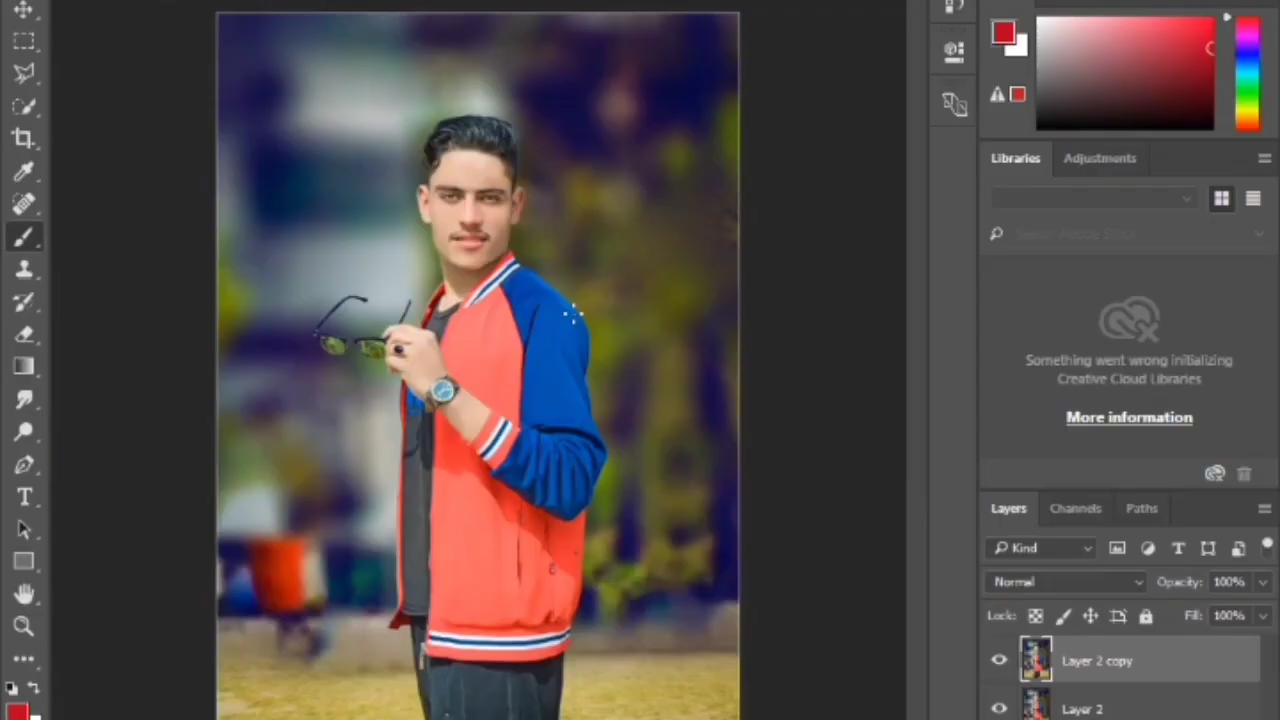 Libraries
Adjustments
Something went wrong initializing
Creative Cloud Libraries
More information
Layers
Channels
Paths
Kind
Normal
Opacity: 100%
Lock:
Fill: 100%
Layer 2 copy
Layer 2